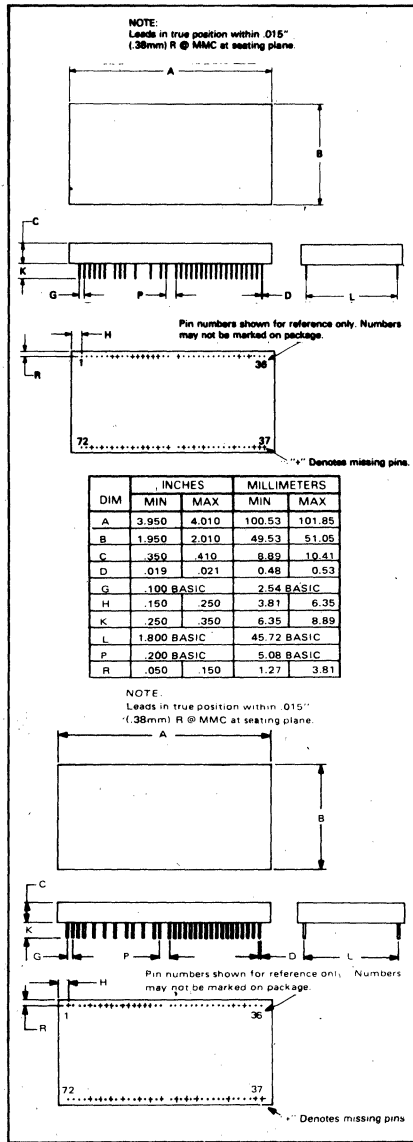 NOTE:
Leads in true position within .015"
(.38mm) R @ MMC at seating plane.
A
B
C
K
G
P
D
L
H
Pin numbers shown for reference only. Numbers
may not be marked on package.
R
1
36
72
37
"+" Denotes missing pins.
DIM INCHES MILLIMETERS
MIN MAX MIN MAX
A 3.950 4.010 100.53 101.85
B 1.950 2.010 49.53 51.05
C .350 .410 8.89 10.41
D .019 .021 0.48 0.53
G .100 BASIC 2.54 BASIC
H .150 .250 3.81 6.35
K .250 .350 6.35 8.89
L 1.800 BASIC 45.72 BASIC
P .200 BASIC 5.08 BASIC
R .050 .150 1.27 3.81
NOTE:
Leads in true position within .015"
(.38mm) R @ MMC at seating plane.
A
B
C
K
G
P
D
L
H
Pin numbers shown for reference only. Numbers
may not be marked on package.
R
1
36
72
37
"+" Denotes missing pins